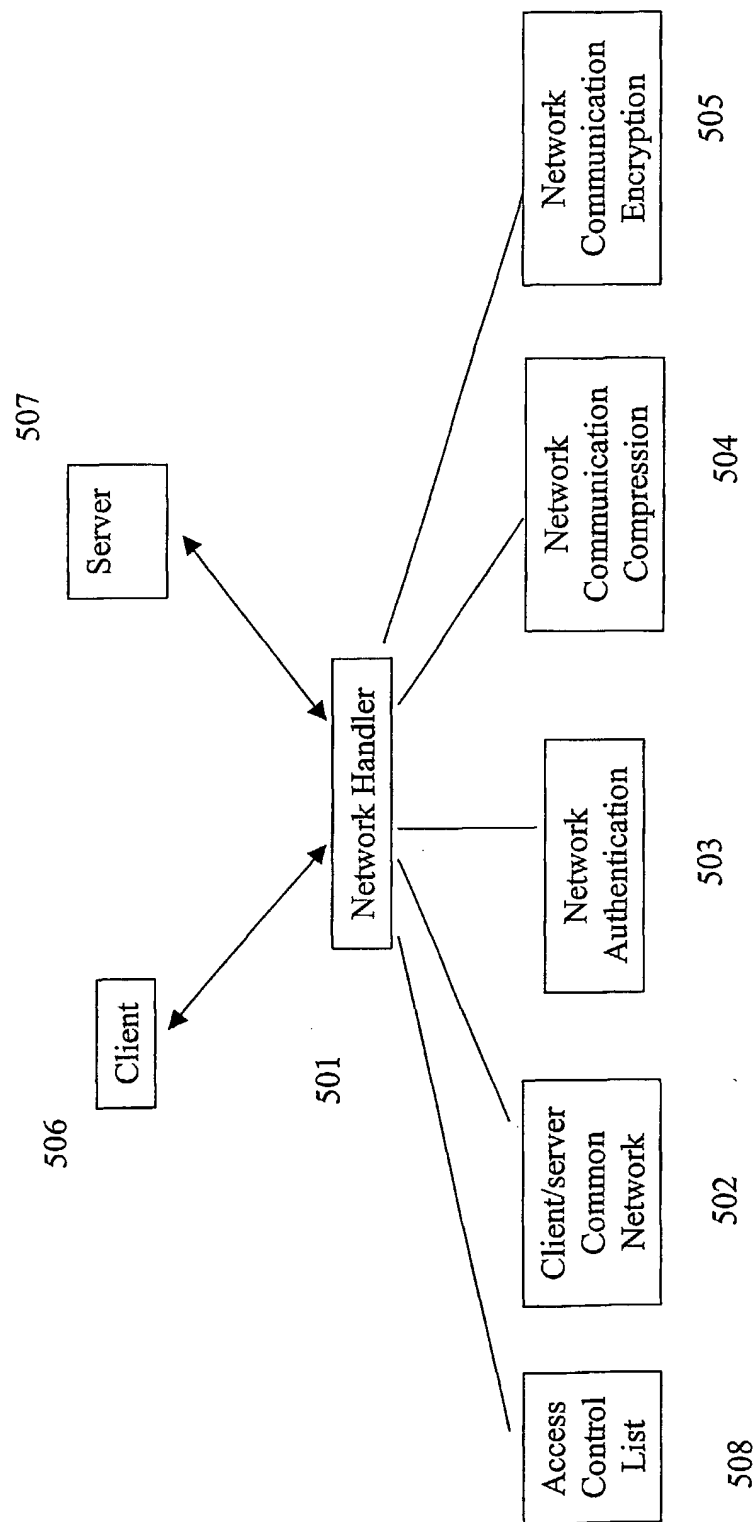 507
Server
506
Client
Network Handler
501
Access
Control
List
508
Client/server
Common
Network
502
Network
Authentication
503
Network
Communication
Compression
504
Network
Communication
Encryption
505